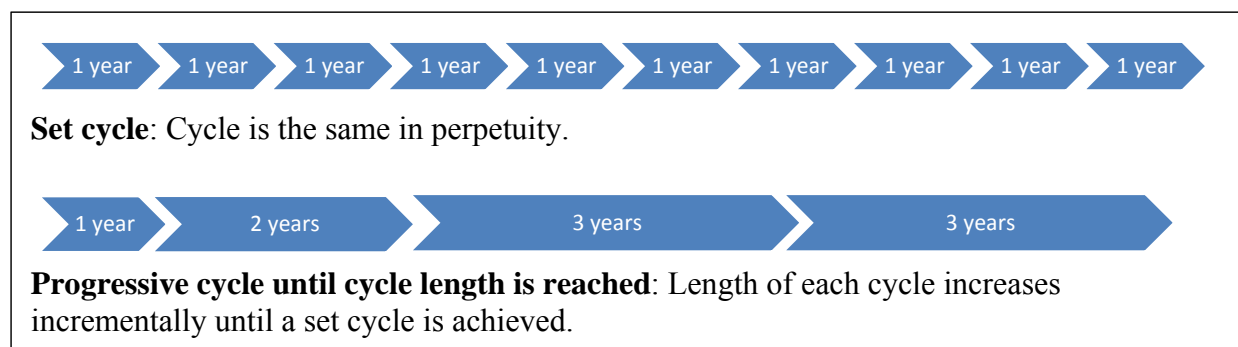 1 year 1 year 1 year 1 year 1 year 1 year 1 year 1 year 1 year 1 year
Set cycle: Cycle is the same in perpetuity.
1 year 2 years 3 years 3 years
Progressive cycle until cycle length is reached: Length of each cycle increases
incrementally until a set cycle is achieved.